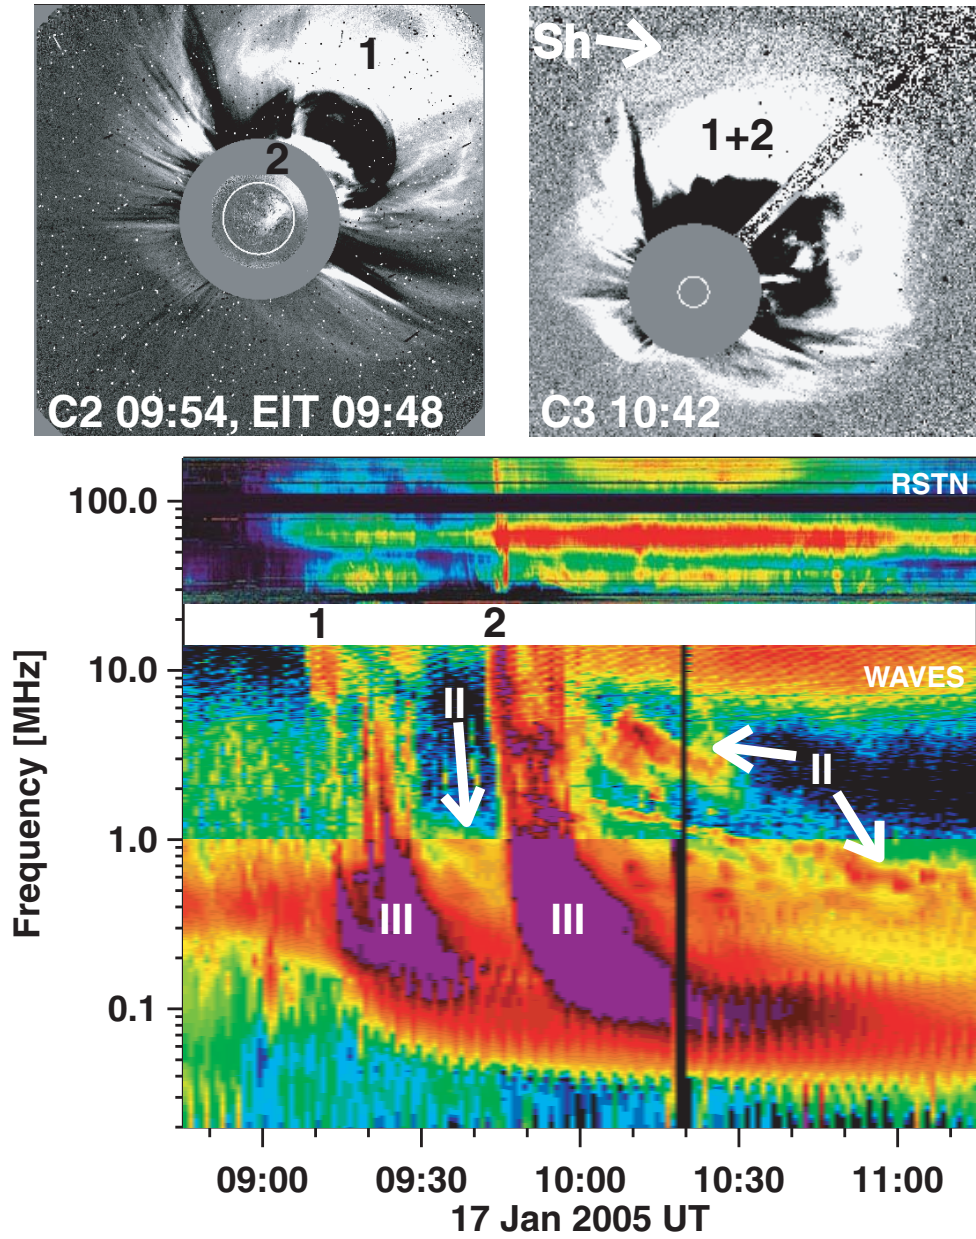 1
2
C2 09:54, EIT 09:48
Sh
1+2
C3 10:42
RSTN
100.0
1 2
10.0
WAVES
II
II
1.0
III III
0.1
Frequency [MHz]
09:00 09:30 10:00 10:30 11:00
17 Jan 2005 UT